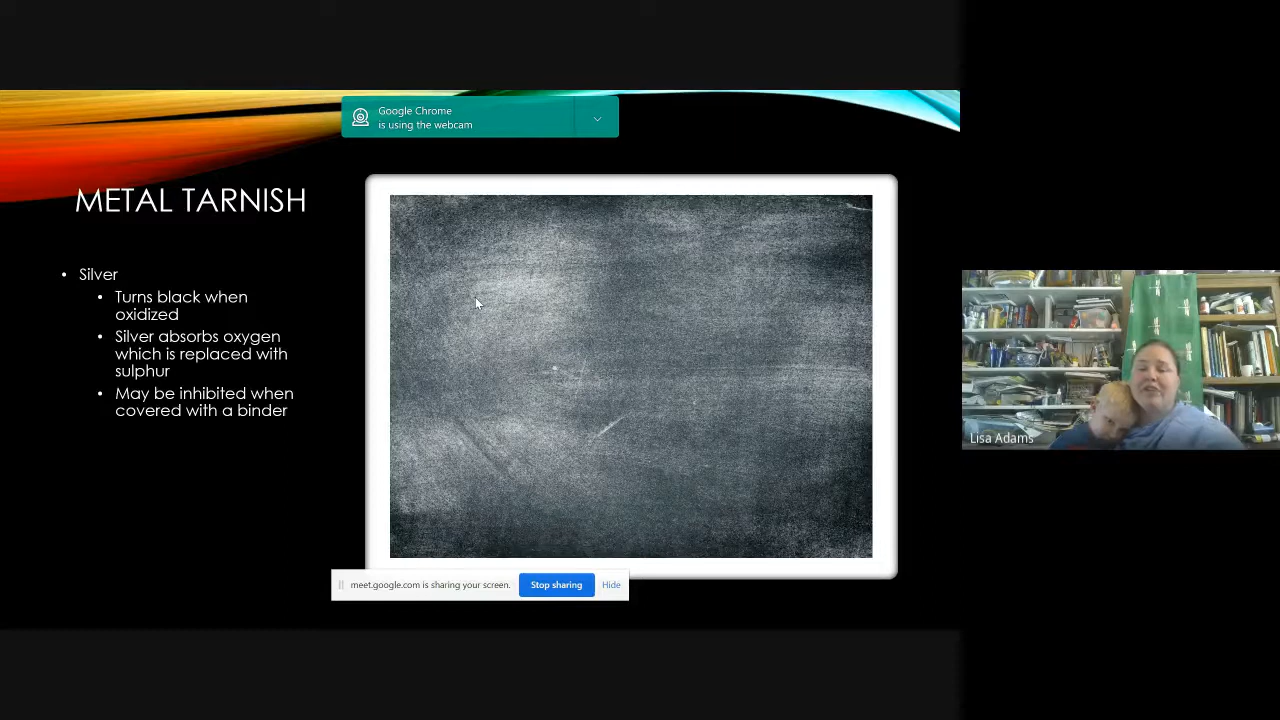 Google Chrome
is using the webcam
METAL TARNISH
• Silver
• Turns black when
oxidized
• Silver absorbs oxygen
which is replaced with
sulphur
• May be inhibited when
covered with a binder
Lisa Adams
meet.google.com is sharing your screen.
Stop sharing
Hide